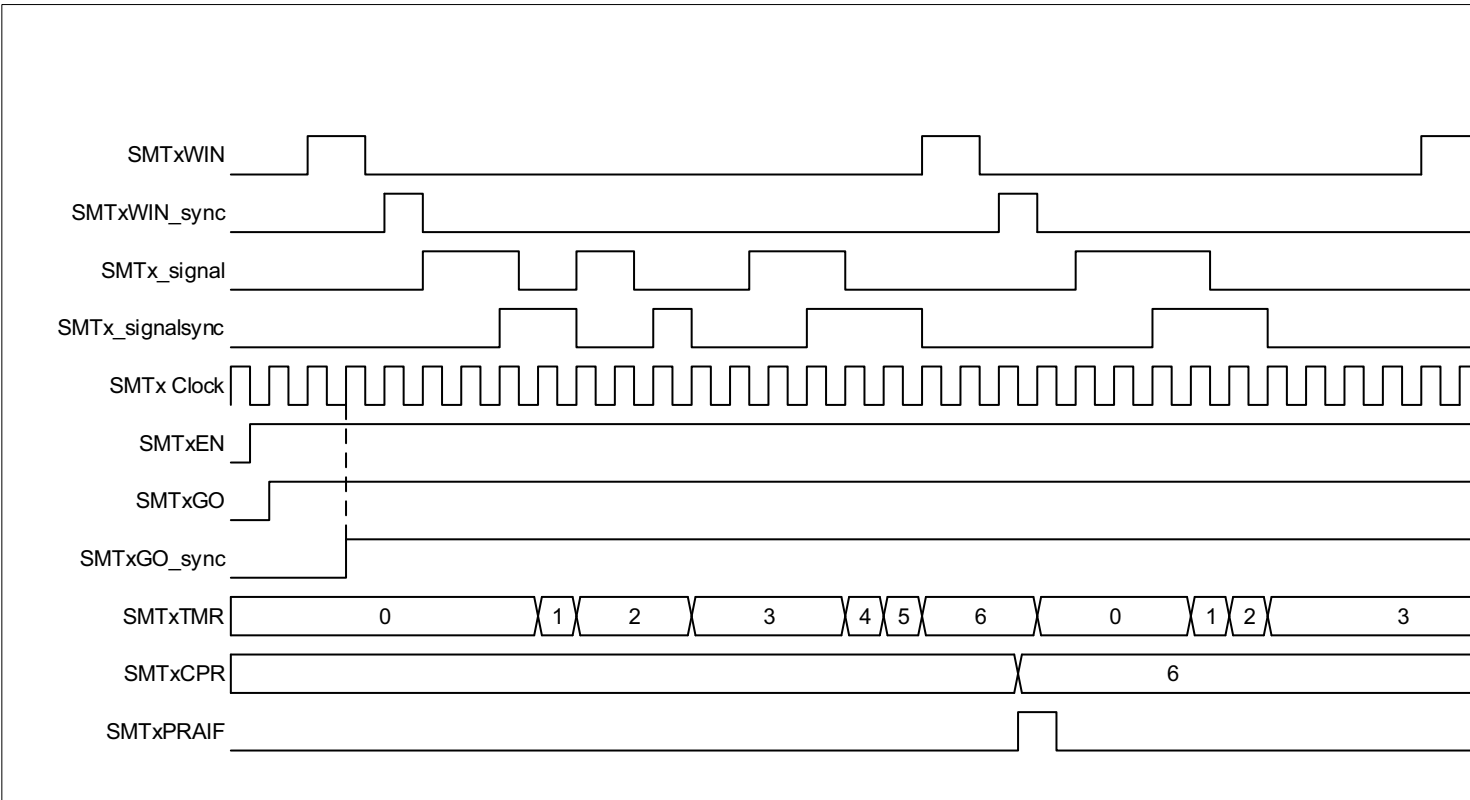 SMTxWIN
SMTxWIN_sync
SMTx_signal
SMTx_signalsync
SMTx Clock
SMTxEN
SMTxGO
SMTxGO_sync
SMTxTMR 0 1 2 3 4 5 6 0 1 2 3
SMTxCPR 6
SMTxPRAIF